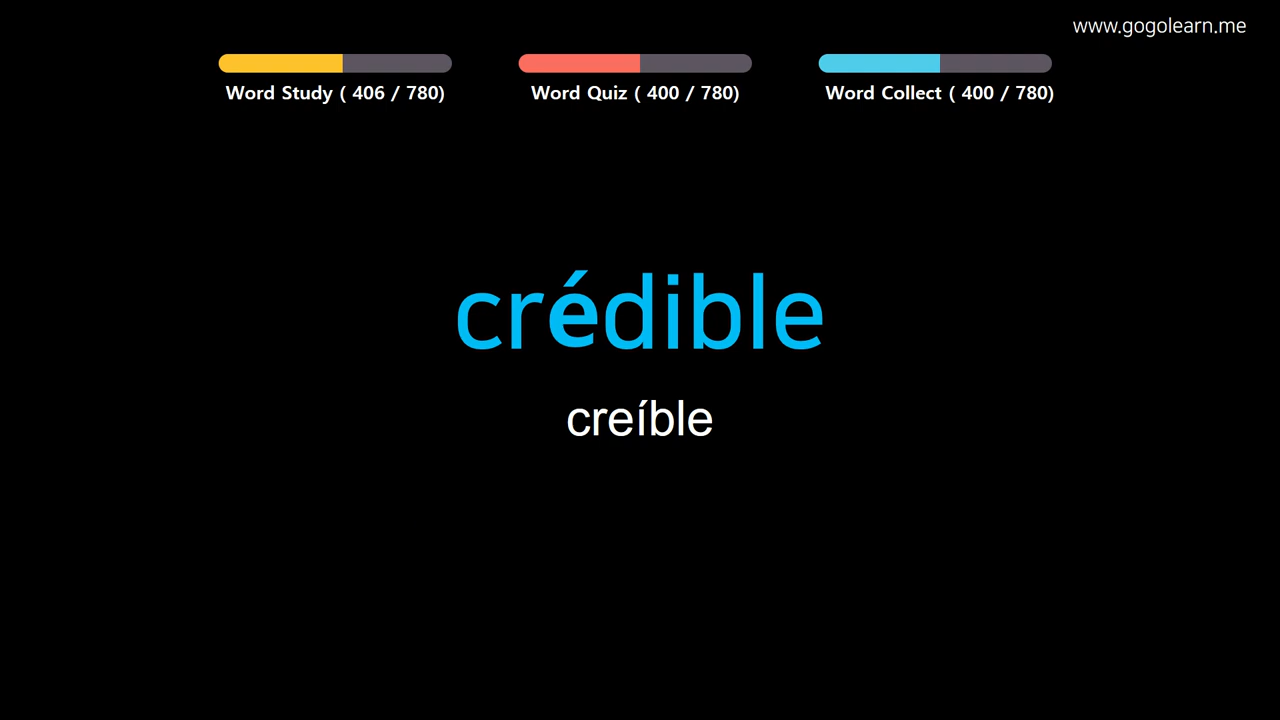 www.gogolearn.me
Word Study ( 406 / 780)
Word Quiz ( 400 / 780)
Word Collect ( 400 / 780)
crédible
creíble